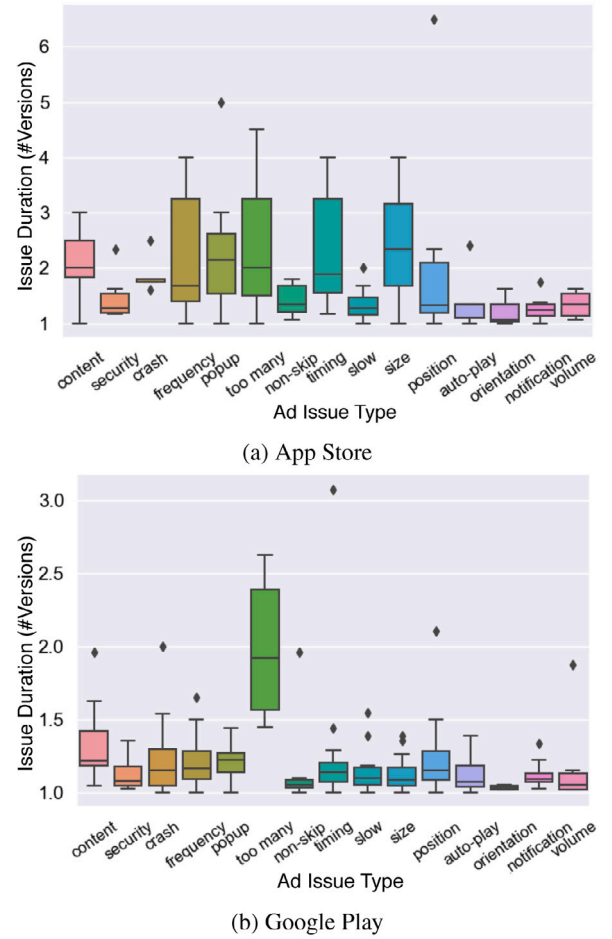 6
5
4
3
2
1
Issue Duration (#Versions)
content
security
crash
frequency
popup
too many
non-skip
timing
slow
size
position
auto-play
orientation
notification
volume
Ad Issue Type
(a) App Store
3.0
2.5
2.0
1.5
1.0
Issue Duration (#Versions)
content
security
crash
frequency
popup
too many
non-skip
timing
slow
size
position
auto-play
orientation
notification
volume
Ad Issue Type
(b) Google Play